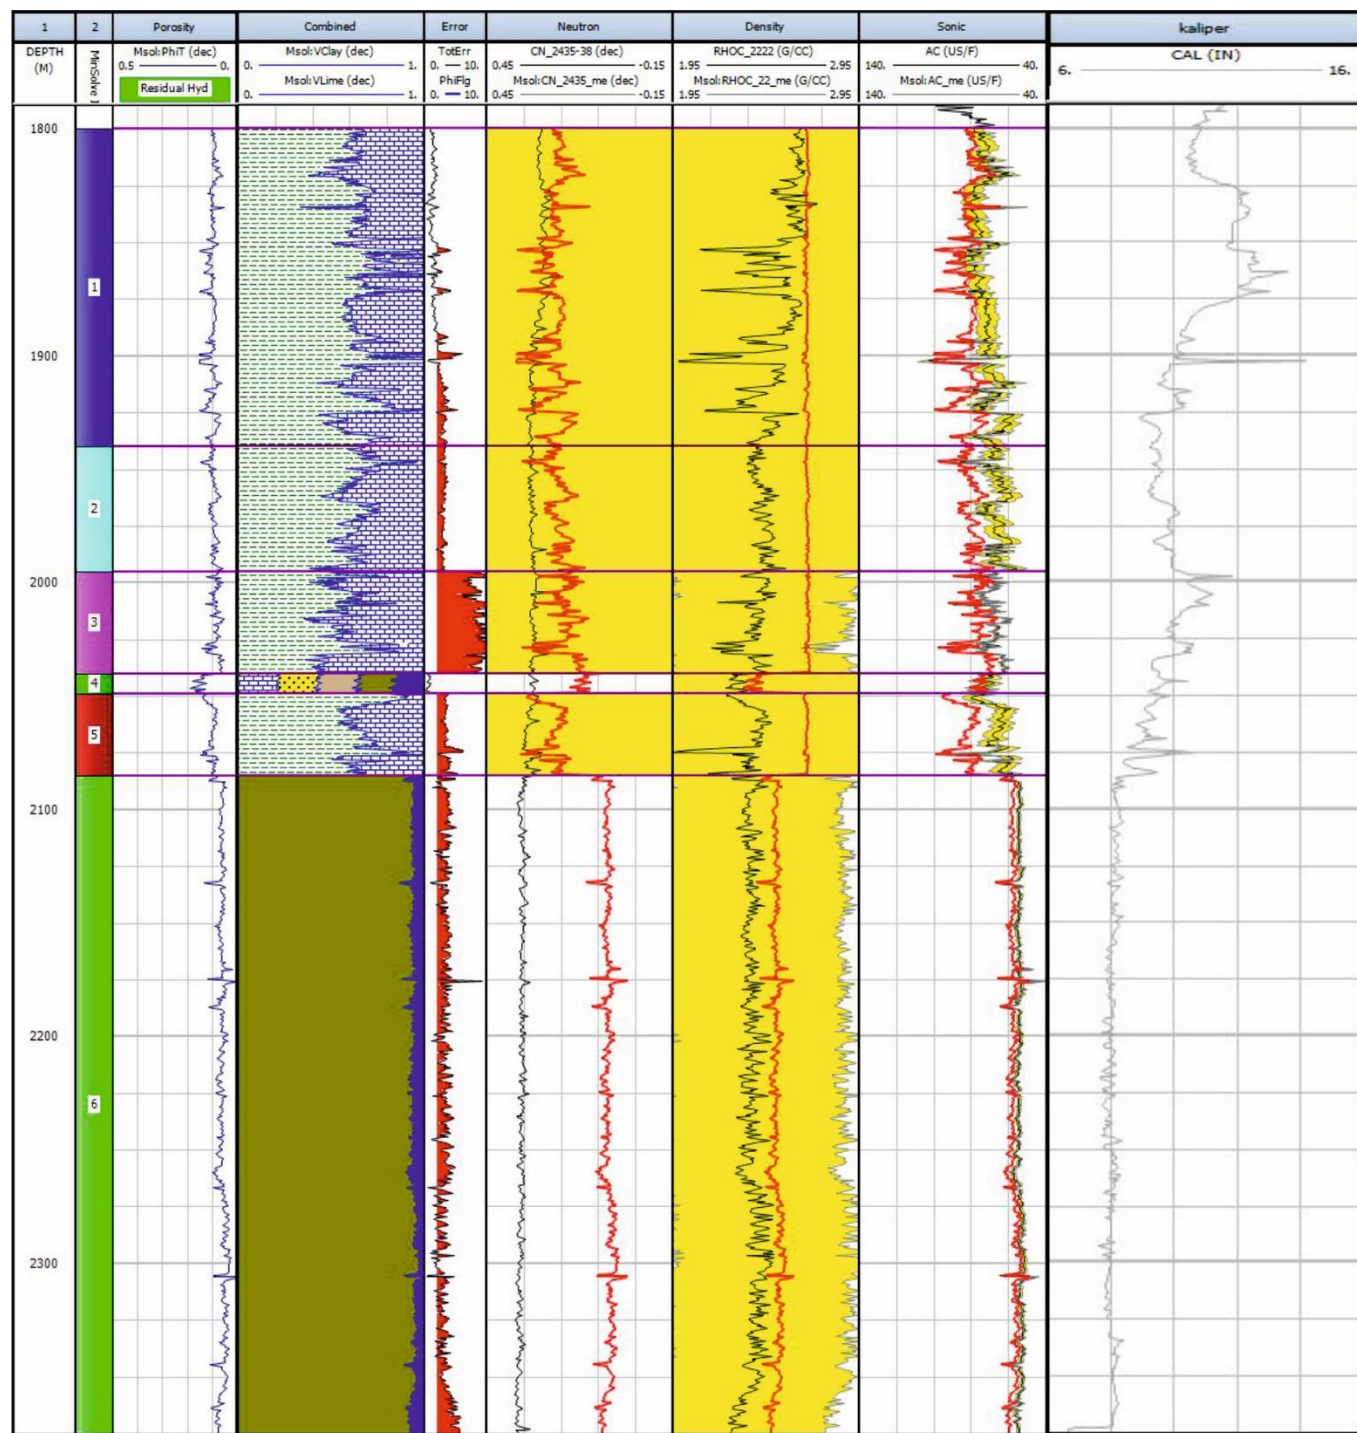 1 2 Porosity Combined Error Neutron Density Sonic kaliper
DEPTH (M)
MinSolve
Msol:PhiT (dec)
0.5 0.
Residual Hyd
Msol:VClay (dec)
0. 1.
Msol:VLime (dec)
0. 1.
TotErr
0. 10.
PhiFlg
0. 10.
CN_2435-38 (dec)
0.45 -0.15
Msol:CN_2435_me (dec)
0.45 -0.15
RHOC_2222 (G/CC)
1.95 2.95
Msol:RHOC_22_me (G/CC)
1.95 2.95
AC (US/F)
140. 40.
Msol:AC_me (US/F)
140. 40.
CAL (IN)
6. 16.
1800
1
1900
2
2000
3
4
5
2100
2200
6
2300